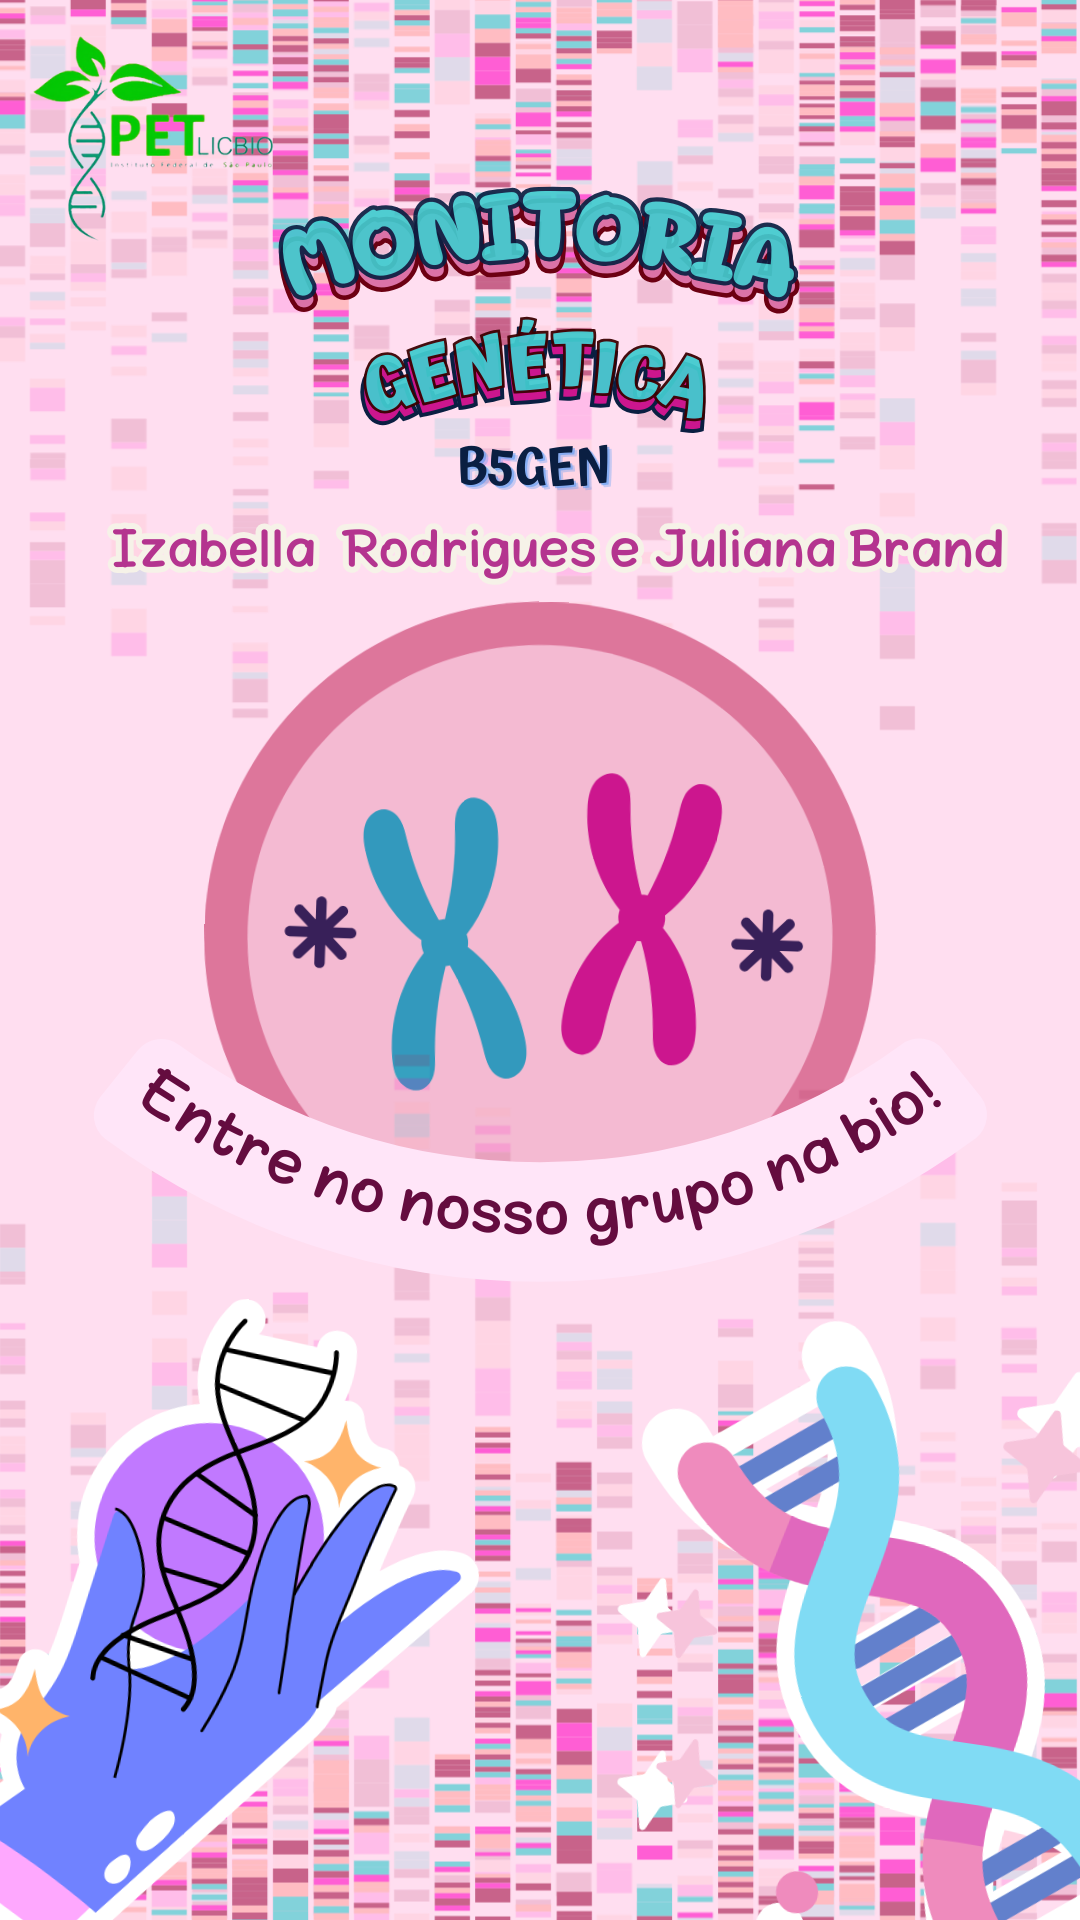 PET LICBIO
Instituto Federal de São Paulo
MONITORIA
GENÉTICA
B5GEN
Izabella Rodrigues e Juliana Brand
Entre no nosso grupo na bio!